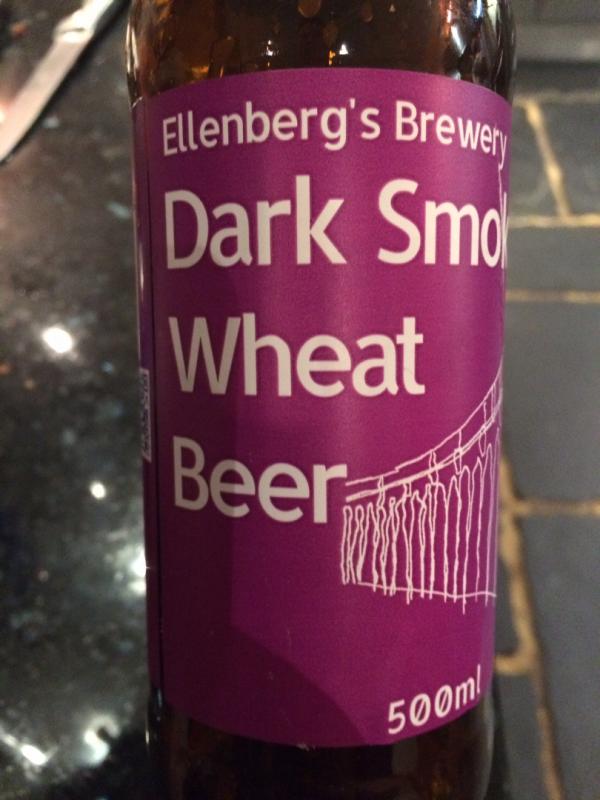 Ellenberg's Brewery
Dark Smok
Wheat
Beer
500ml